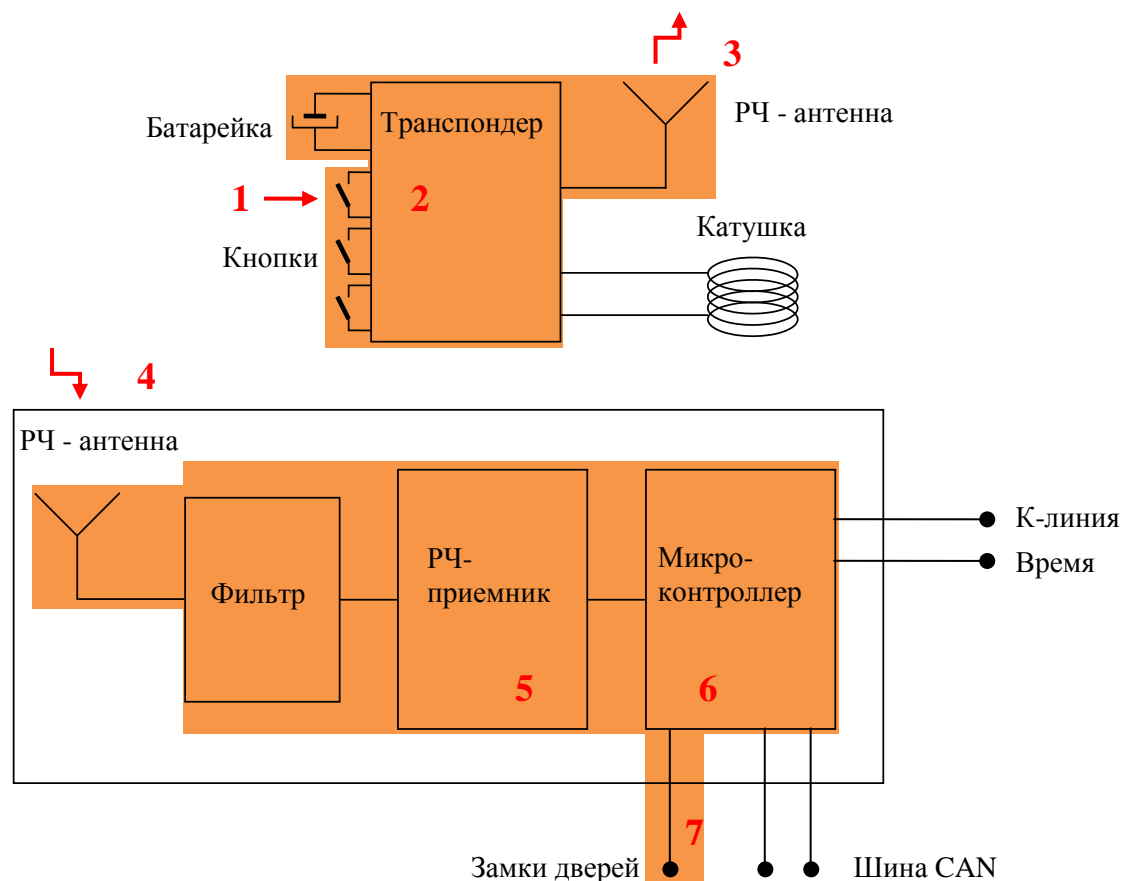 3
Батарейка
Транспондер
РЧ - антенна
1
2
Кнопки
Катушка
4
РЧ - антенна
Фильтр
РЧ-
приемник
Микро-
контроллер
К-линия
Время
5
6
7
Замки дверей
Шина CAN